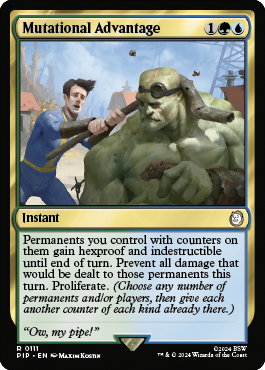 Mutational Advantage 1
Instant
Permanents you control with counters on
them gain hexproof and indestructible
until end of turn. Prevent all damage that
would be dealt to those permanents this
turn. Proliferate. (Choose any number of
permanents and/or players, then give each
another counter of each kind already there.)
"Ow, my pipe!"
R 0111
PIP • EN MAXIM KOSTIN
©2024 BSW
™ & © 2024 Wizards of the Coast